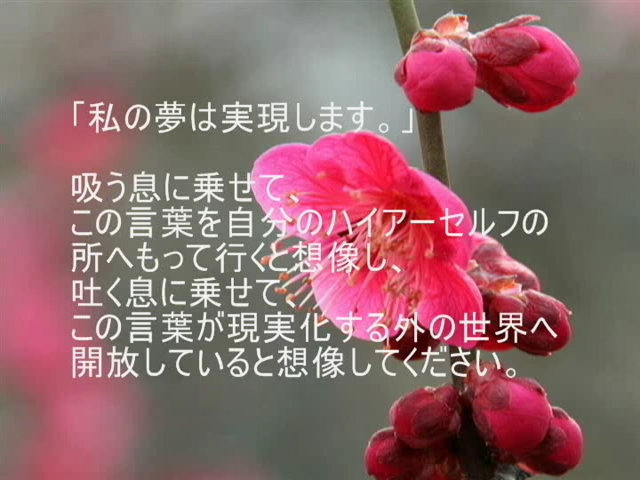 「私の夢は実現します。」
吸う息に乗せて、
この言葉を自分のハイアーセルフの
所へもって行くと想像し、
吐く息に乗せて、
この言葉が現実化する外の世界へ
開放していると想像してください。